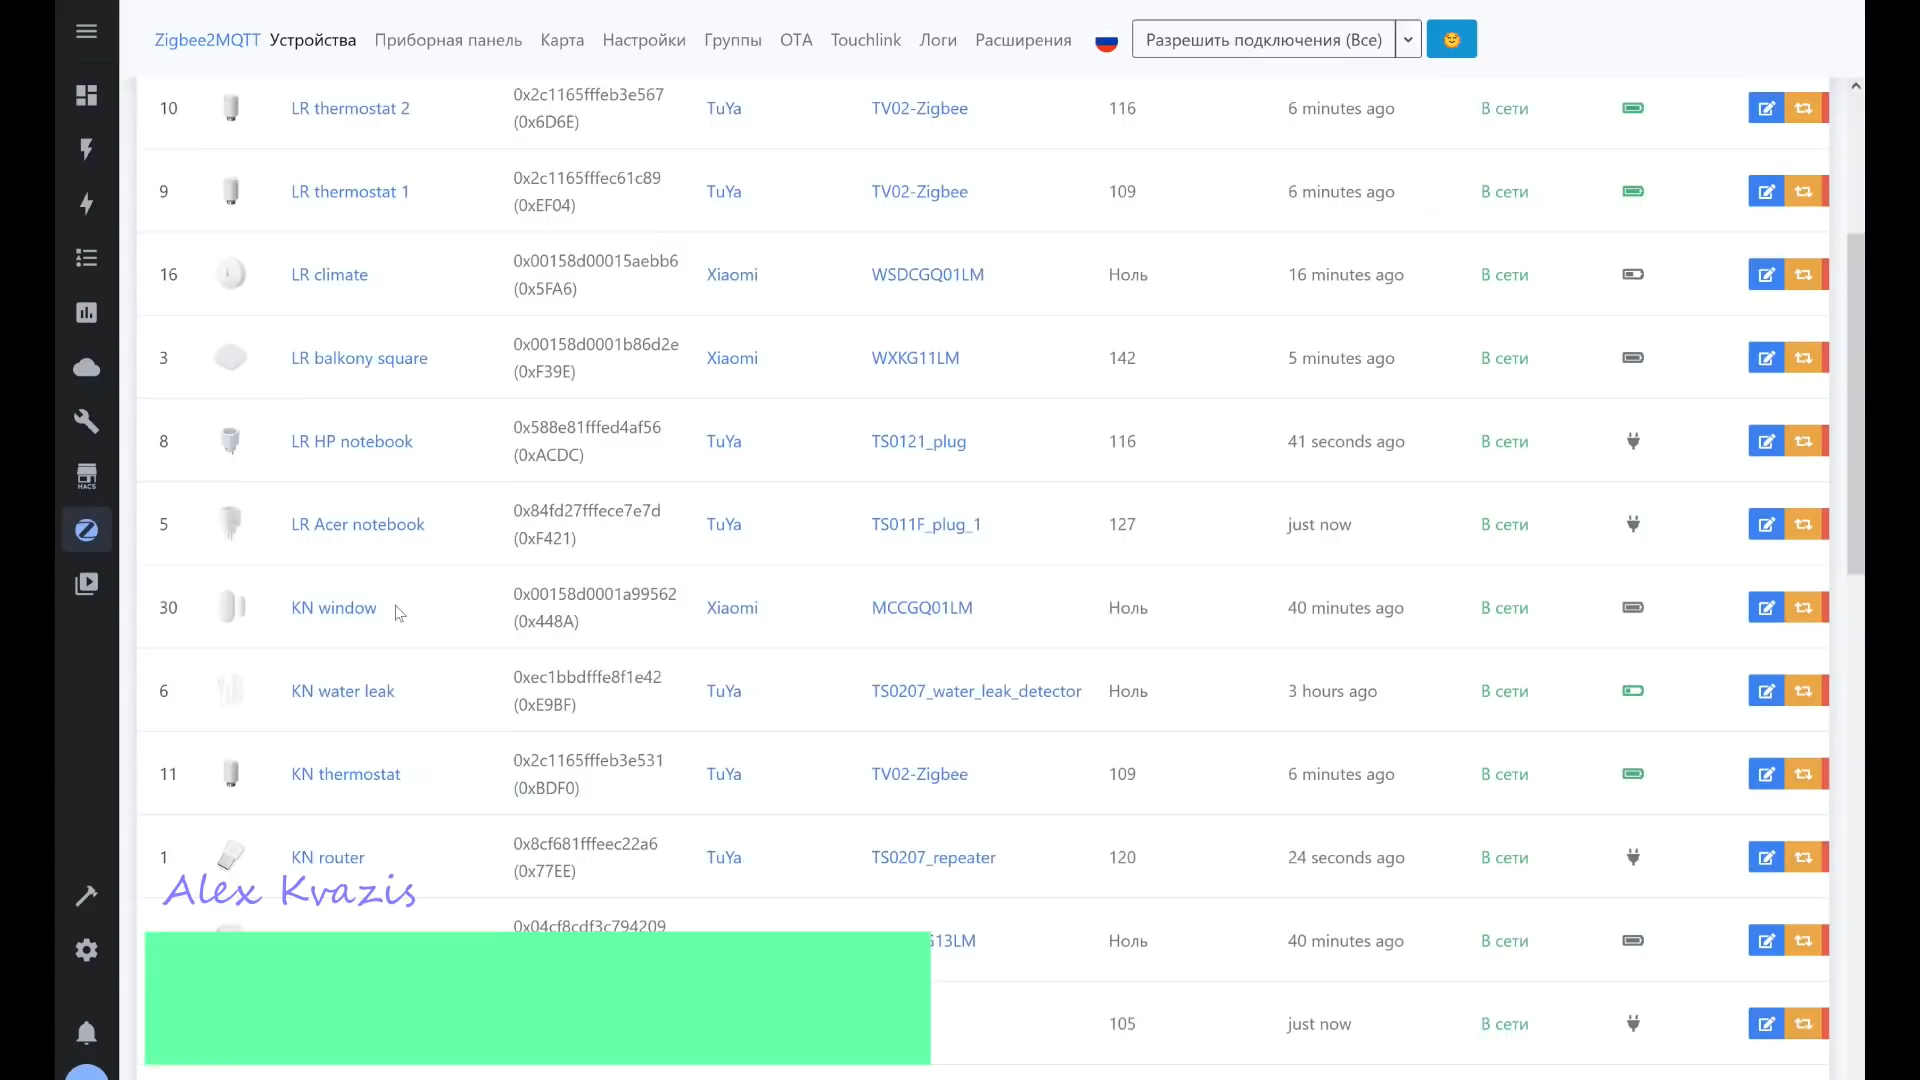 Zigbee2MQTT Устройства Приборная панель Карта Настройки Группы OTA Touchlink Логи Расширения Разрешить подключения (Все)
10 LR thermostat 2 0x2c1165fffeb3e567 (0x6D6E) TuYa TV02-Zigbee 116 6 minutes ago В сети
9 LR thermostat 1 0x2c1165fffec61c89 (0xEF04) TuYa TV02-Zigbee 109 6 minutes ago В сети
16 LR climate 0x00158d00015aebb6 (0x5FA6) Xiaomi WSDCGQ01LM Ноль 16 minutes ago В сети
3 LR balkony square 0x00158d0001b86d2e (0xF39E) Xiaomi WXKG11LM 142 5 minutes ago В сети
8 LR HP notebook 0x588e81fffed4af56 (0xACDC) TuYa TS0121_plug 116 41 seconds ago В сети
5 LR Acer notebook 0x84fd27fffece7e7d (0xF421) TuYa TS011F_plug_1 127 just now В сети
HACS
30 KN window 0x00158d0001a99562 (0x448A) Xiaomi MCCGQ01LM Ноль 40 minutes ago В сети
6 KN water leak 0xec1bbdfffe8f1e42 (0xE9BF) TuYa TS0207_water_leak_detector Ноль 3 hours ago В сети
11 KN thermostat 0x2c1165fffeb3e531 (0xBDF0) TuYa TV02-Zigbee 109 6 minutes ago В сети
1 KN router 0x8cf681fffeec22a6 (0x77EE) TuYa TS0207_repeater 120 24 seconds ago В сети
Alex Kvazis
0x04cf8cdf3c794209 G13LM Ноль 40 minutes ago В сети
105 just now В сети